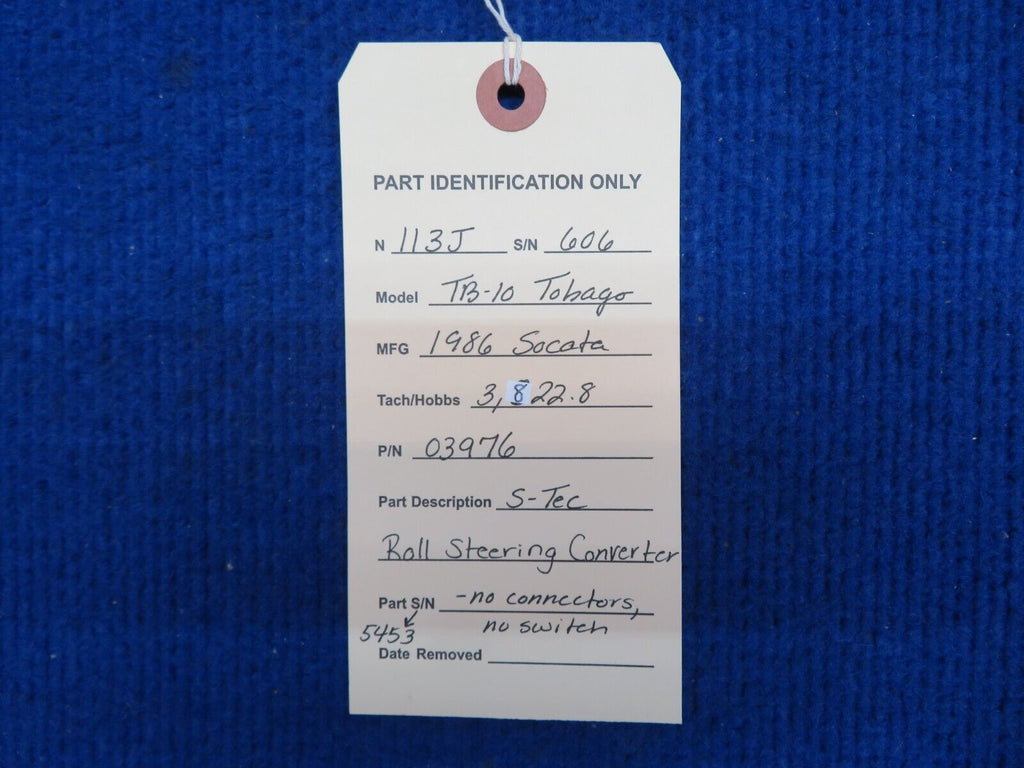 PART IDENTIFICATION ONLY
N 113J S/N 606
Model TB-10 Tobago
MFG 1986 Socata
Tach/Hobbs 3,822.8
P/N 03976
Part Description S-Tec
Roll Steering Converter
Part S/N -no connectors,
5453 no switch
Date Removed